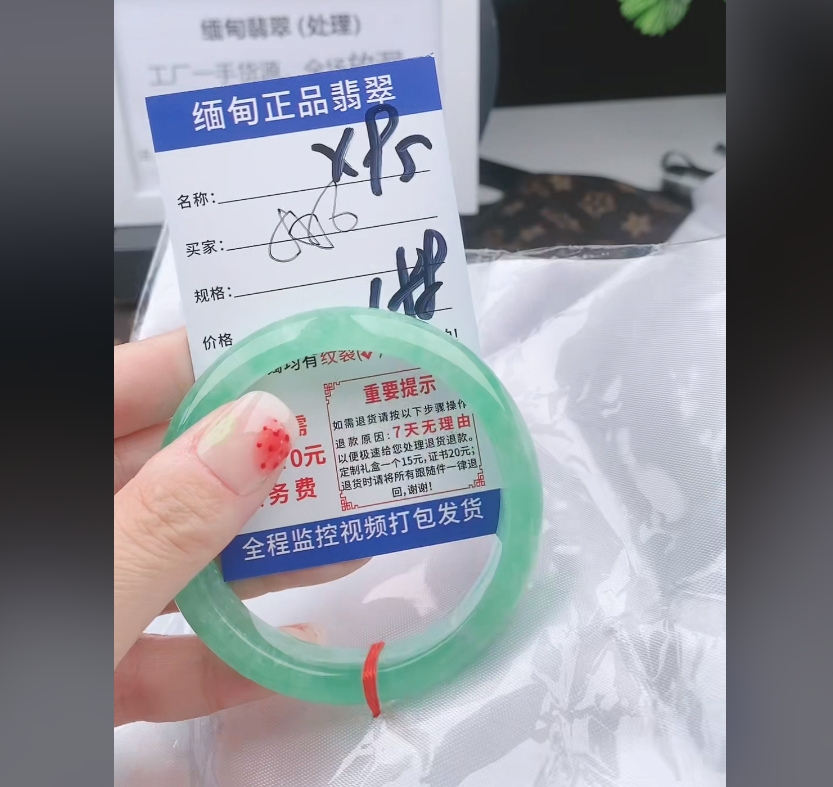 缅甸翡翠(处理)
工厂一手货源
缅甸正品翡翠
名称:
XPS
买家:
规格:
价格
均有纹裂(✓)
重要提示
如需退货请按以下步骤操作
退款原因:7天无理由
以便极速给您处理退货退款。
定制礼盒一个15元,证书20元;
退货时请将所有跟随件一律退
回,谢谢!
需
0元
务费
全程监控视频打包发货